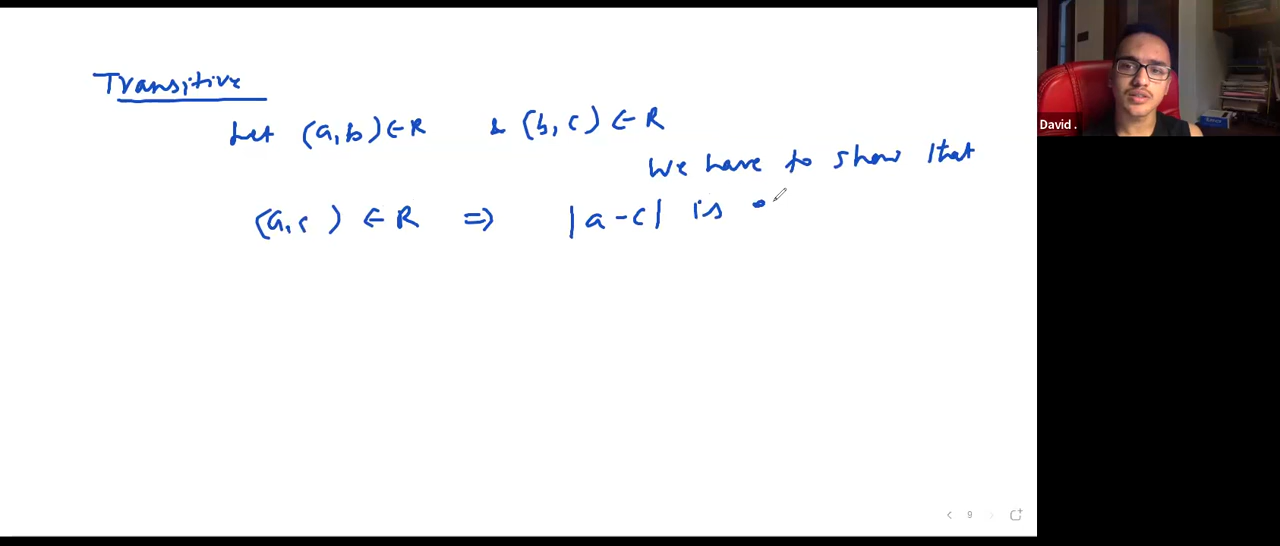 Transitive
Let (a,b) ∈ R & (b, c) ∈ R
We have to show that
(a,c) ∈ R ⇒ |a-c| is
David .
9